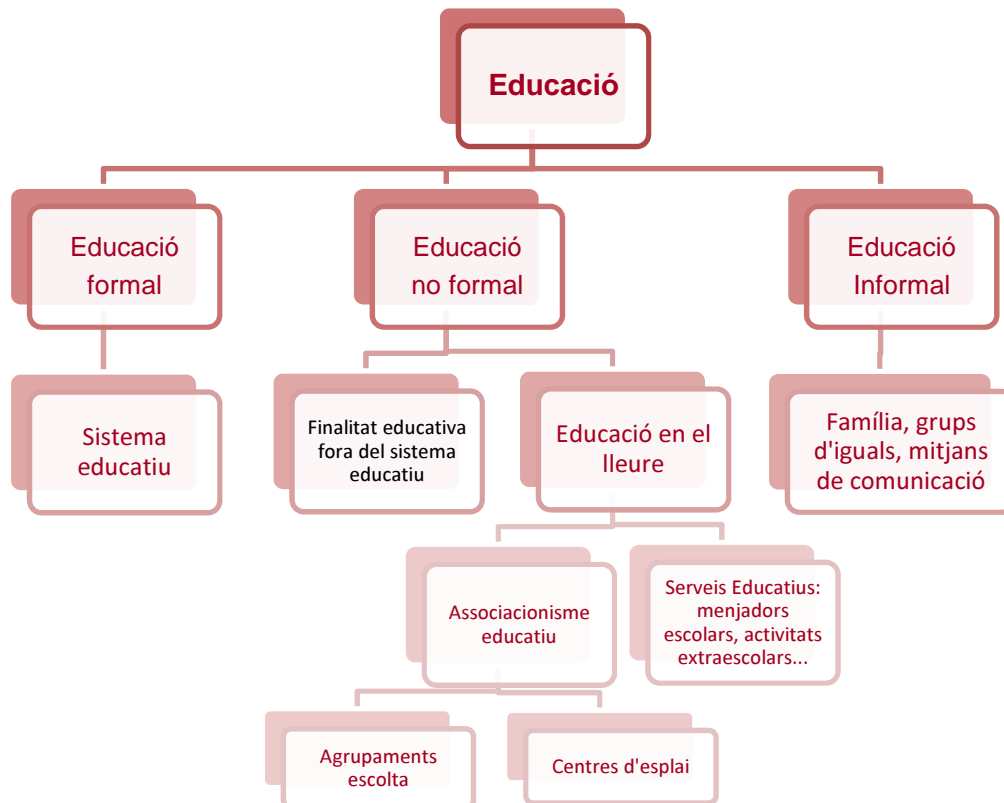 Educació
Educació
formal
Educació
no formal
Educació
Informal
Sistema
educatiu
Finalitat educativa
fora del sistema
educatiu
Educació en el
lleure
Família, grups
d'iguals, mitjans
de comunicació
Associacionisme
educatiu
Serveis Educatius:
menjadors
escolars, activitats
extraescolars...
Agrupaments
escolta
Centres d'esplai